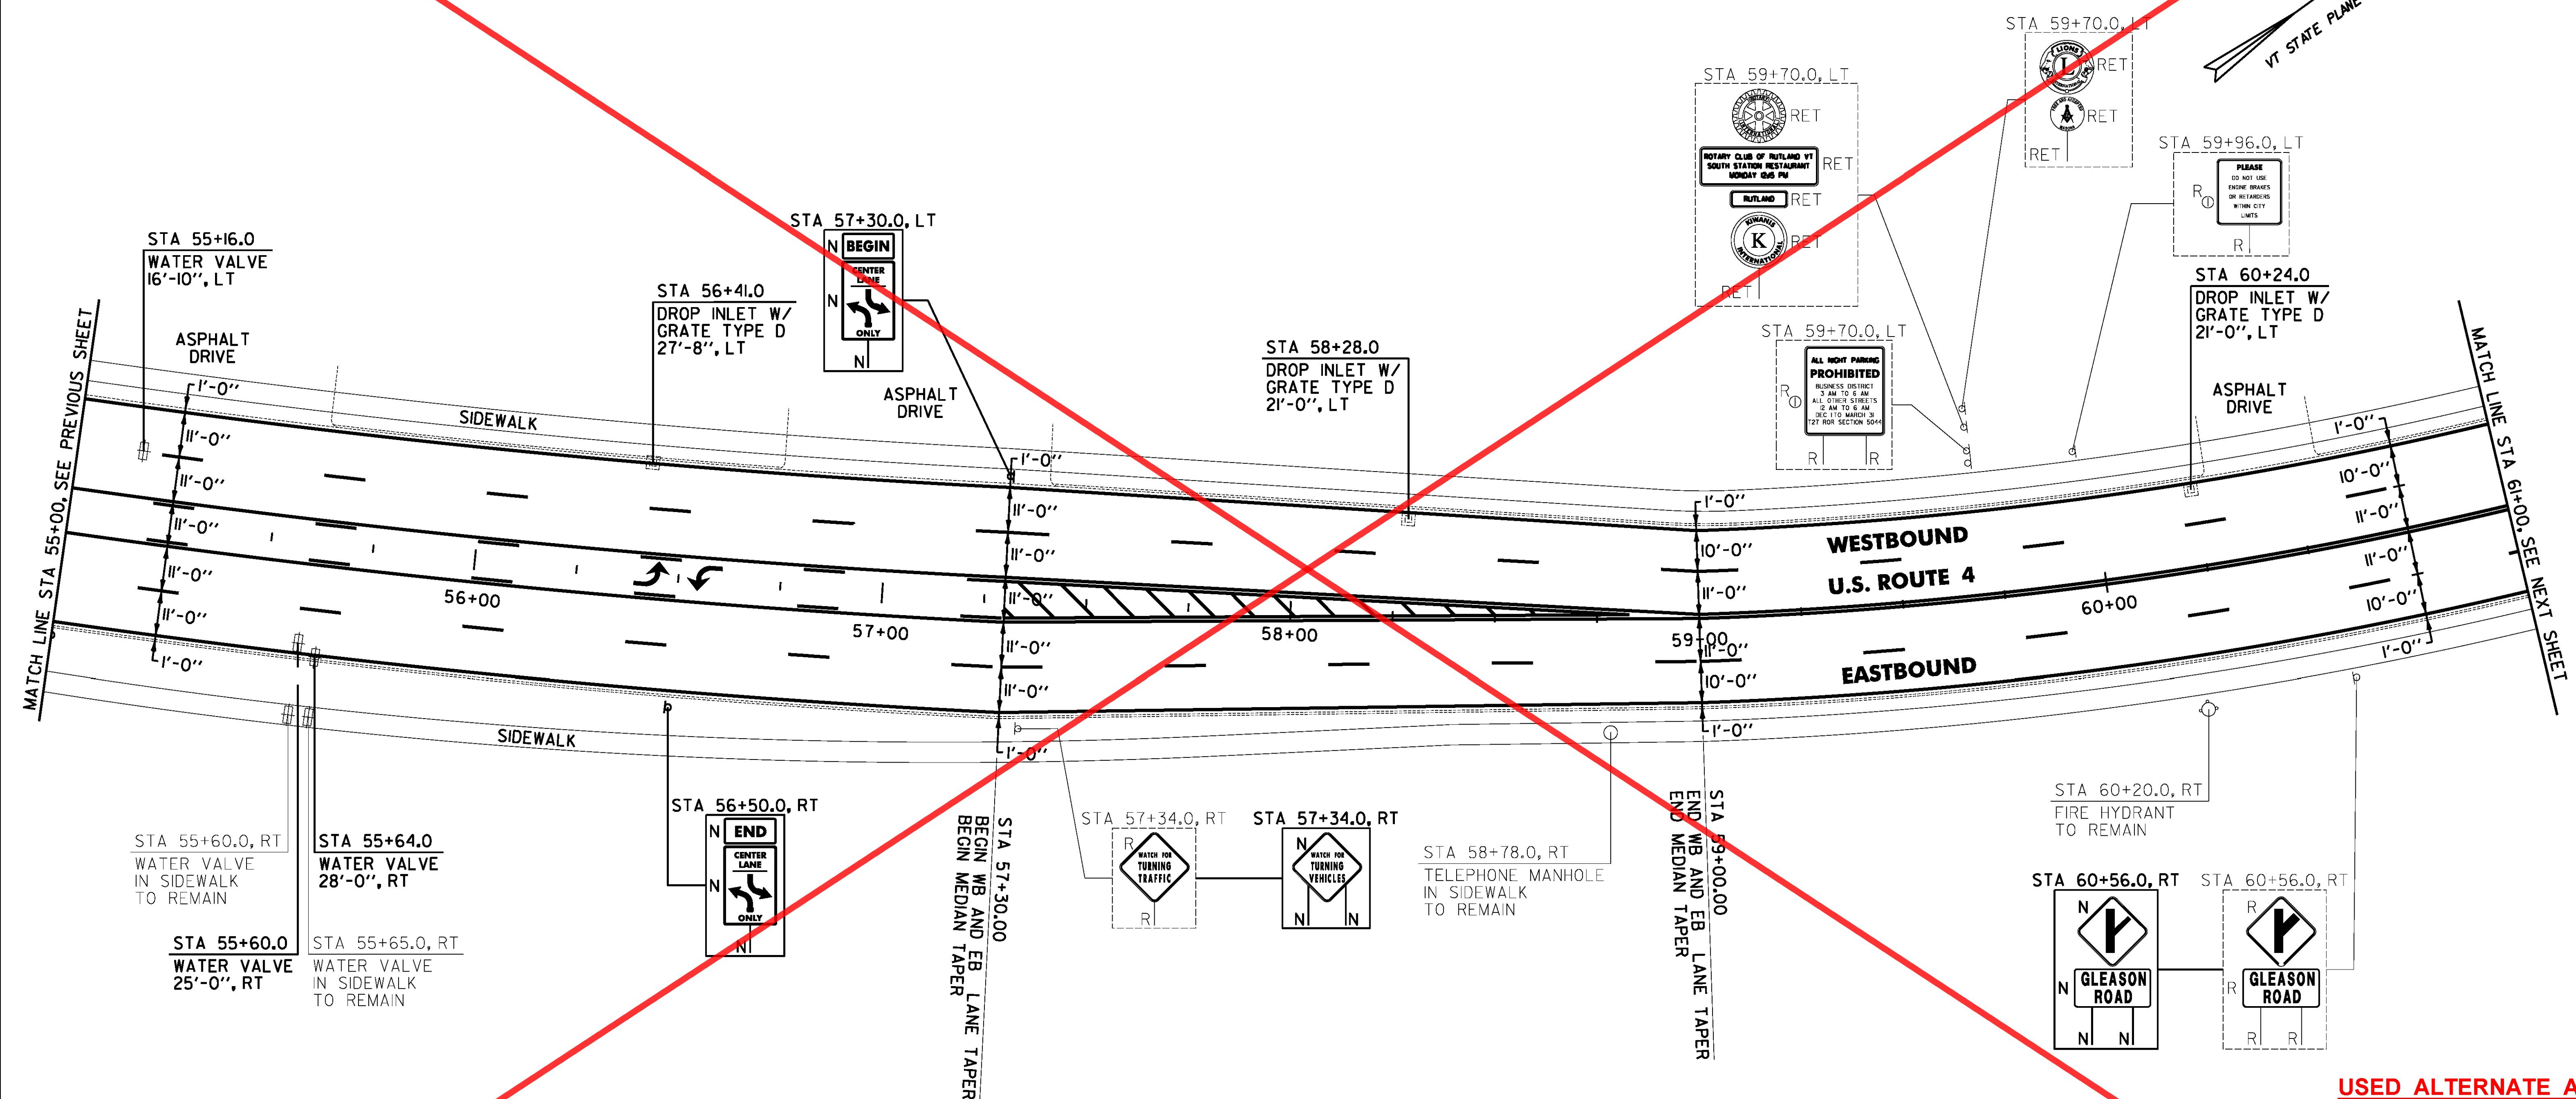 STA 59+70.0, LT
LIONS
L
INTERNATIONAL
RET
RET
RET
VT STATE PLANE
STA 59+70.0, LT
ROTARY
INTERNATIONAL
RET
ROTARY CLUB OF RUTLAND VT
SOUTH STATION RESTAURANT
MONDAY 12:15 PM
RET
RUTLAND
RET
KIWANIS
K
INTERNATIONAL
RET
RET
STA 59+96.0, LT
PLEASE
DO NOT USE
ENGINE BRAKES
OR RETARDERS
WITHIN CITY
LIMITS
R
R
STA 57+30.0, LT
N
BEGIN
CENTER
LANE
ONLY
N
N
STA 55+16.0
WATER VALVE
16'-10", LT
STA 56+41.0
DROP INLET W/
GRATE TYPE D
27'-8", LT
STA 58+28.0
DROP INLET W/
GRATE TYPE D
21'-0", LT
STA 59+70.0, LT
ALL NIGHT PARKING
PROHIBITED
BUSINESS DISTRICT
3 AM TO 6 AM
ALL OTHER STREETS
12 AM TO 6 AM
DEC 1 TO MARCH 31
T27 ROR SECTION 5044
R
R
R
STA 60+24.0
DROP INLET W/
GRATE TYPE D
21'-0", LT
MATCH LINE STA 55+00, SEE PREVIOUS SHEET
MATCH LINE STA 61+00, SEE NEXT SHEET
ASPHALT
DRIVE
ASPHALT
DRIVE
ASPHALT
DRIVE
SIDEWALK
1'-0"
11'-0"
11'-0"
11'-0"
11'-0"
11'-0"
1'-0"
1'-0"
11'-0"
11'-0"
11'-0"
11'-0"
11'-0"
1'-0"
1'-0"
10'-0"
11'-0"
11'-0"
10'-0"
1'-0"
1'-0"
10'-0"
11'-0"
11'-0"
10'-0"
1'-0"
WESTBOUND
U.S. ROUTE 4
EASTBOUND
56+00
57+00
58+00
59+00
60+00
SIDEWALK
STA 55+60.0, RT
WATER VALVE
IN SIDEWALK
TO REMAIN
STA 55+64.0
WATER VALVE
28'-0", RT
STA 55+60.0
WATER VALVE
25'-0", RT
STA 55+65.0, RT
WATER VALVE
IN SIDEWALK
TO REMAIN
STA 56+50.0, RT
N
END
CENTER
LANE
ONLY
N
N
STA 57+30.00
BEGIN WB AND EB LANE TAPER
BEGIN MEDIAN TAPER
STA 57+34.0, RT
R
WATCH FOR
TURNING
TRAFFIC
R
STA 57+34.0, RT
N
WATCH FOR
TURNING
VEHICLES
N
N
STA 58+78.0, RT
TELEPHONE MANHOLE
IN SIDEWALK
TO REMAIN
STA 59+00.00
END WB AND EB LANE TAPER
END MEDIAN TAPER
STA 60+20.0, RT
FIRE HYDRANT
TO REMAIN
STA 60+56.0, RT
N
GLEASON
ROAD
N
N
N
STA 60+56.0, RT
R
GLEASON
ROAD
R
R
R
USED ALTERNATE A